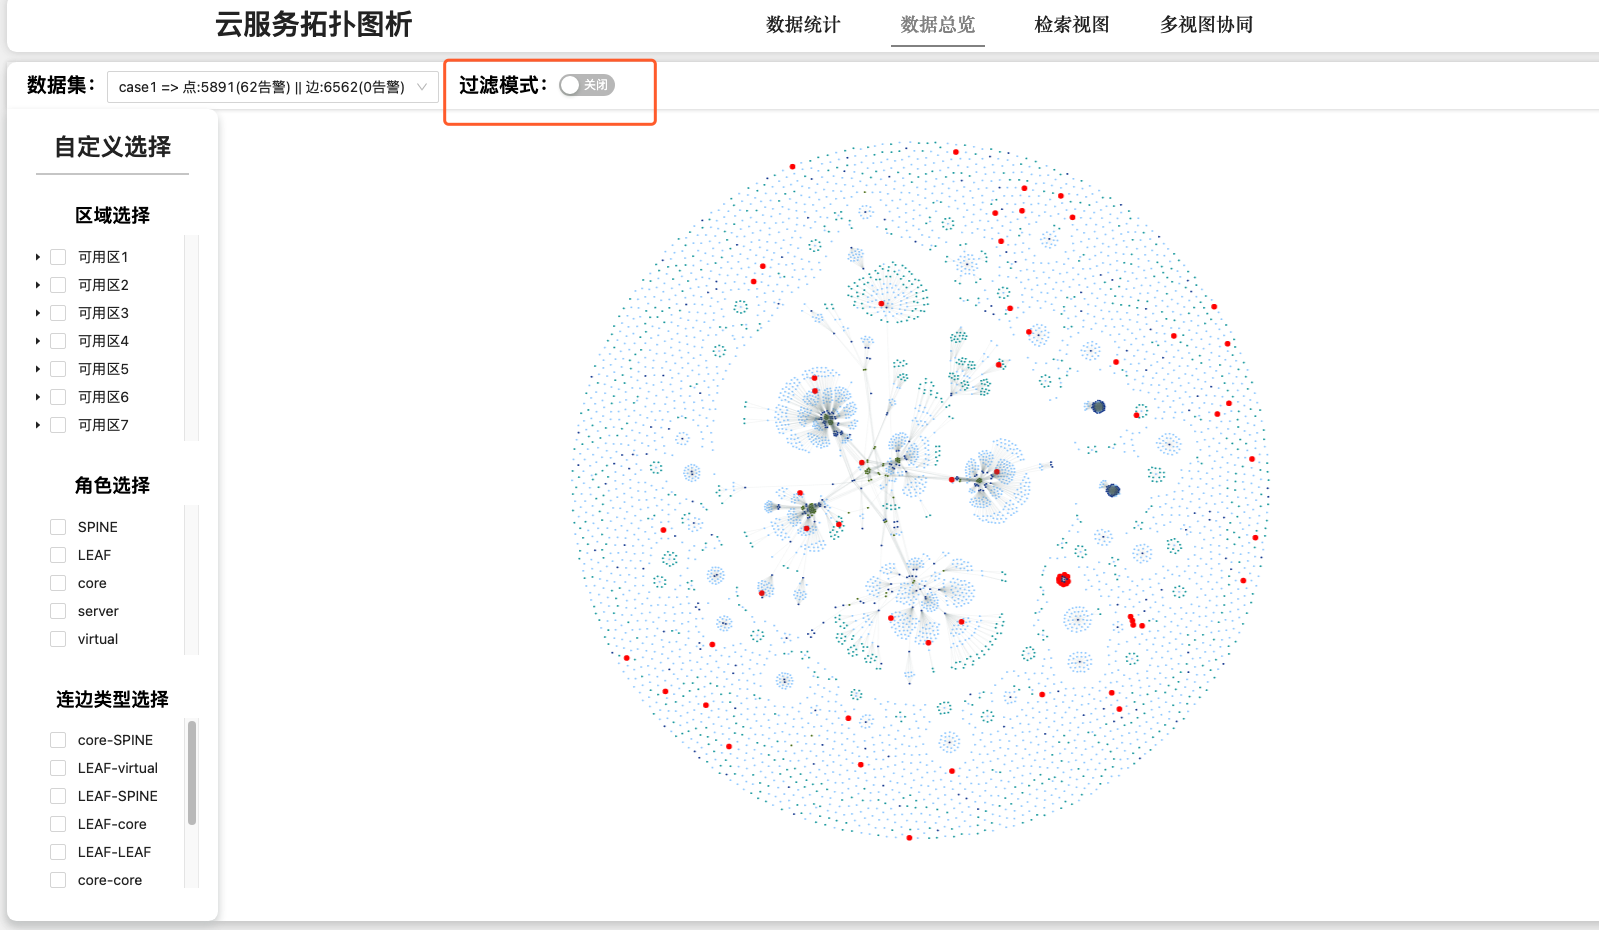 云服务拓扑图析
数据统计
数据总览
检索视图
多视图协同
数据集：
case1 => 点:5891(62告警) || 边:6562(0告警)
过滤模式：
关闭
自定义选择
区域选择
可用区1
可用区2
可用区3
可用区4
可用区5
可用区6
可用区7
角色选择
SPINE
LEAF
core
server
virtual
连边类型选择
core-SPINE
LEAF-virtual
LEAF-SPINE
LEAF-core
LEAF-LEAF
core-core